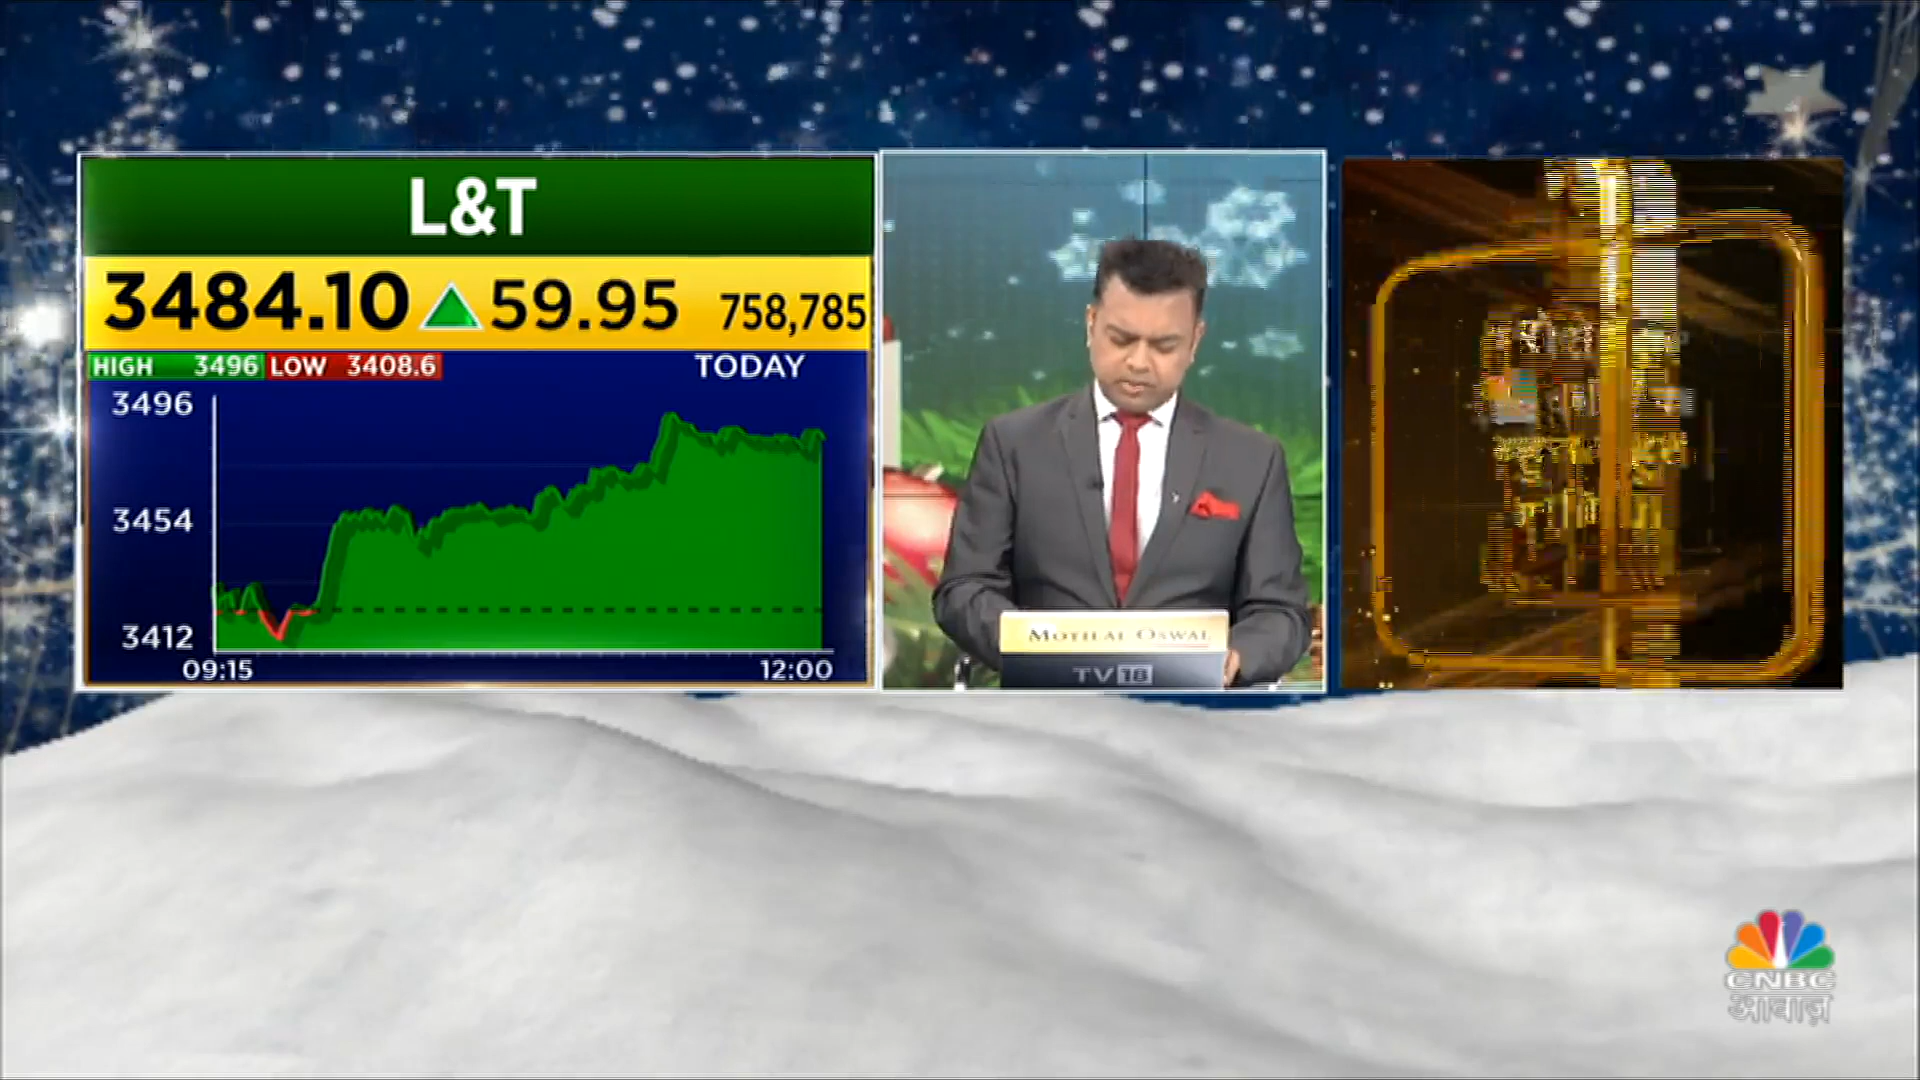 L&T
3484.10 59.95 758,785
HIGH 3496 LOW 3408.6 TODAY
3496
3454
3412
09:15 12:00
MOTILAL OSWAL
TV18
CNBC
आवाज़